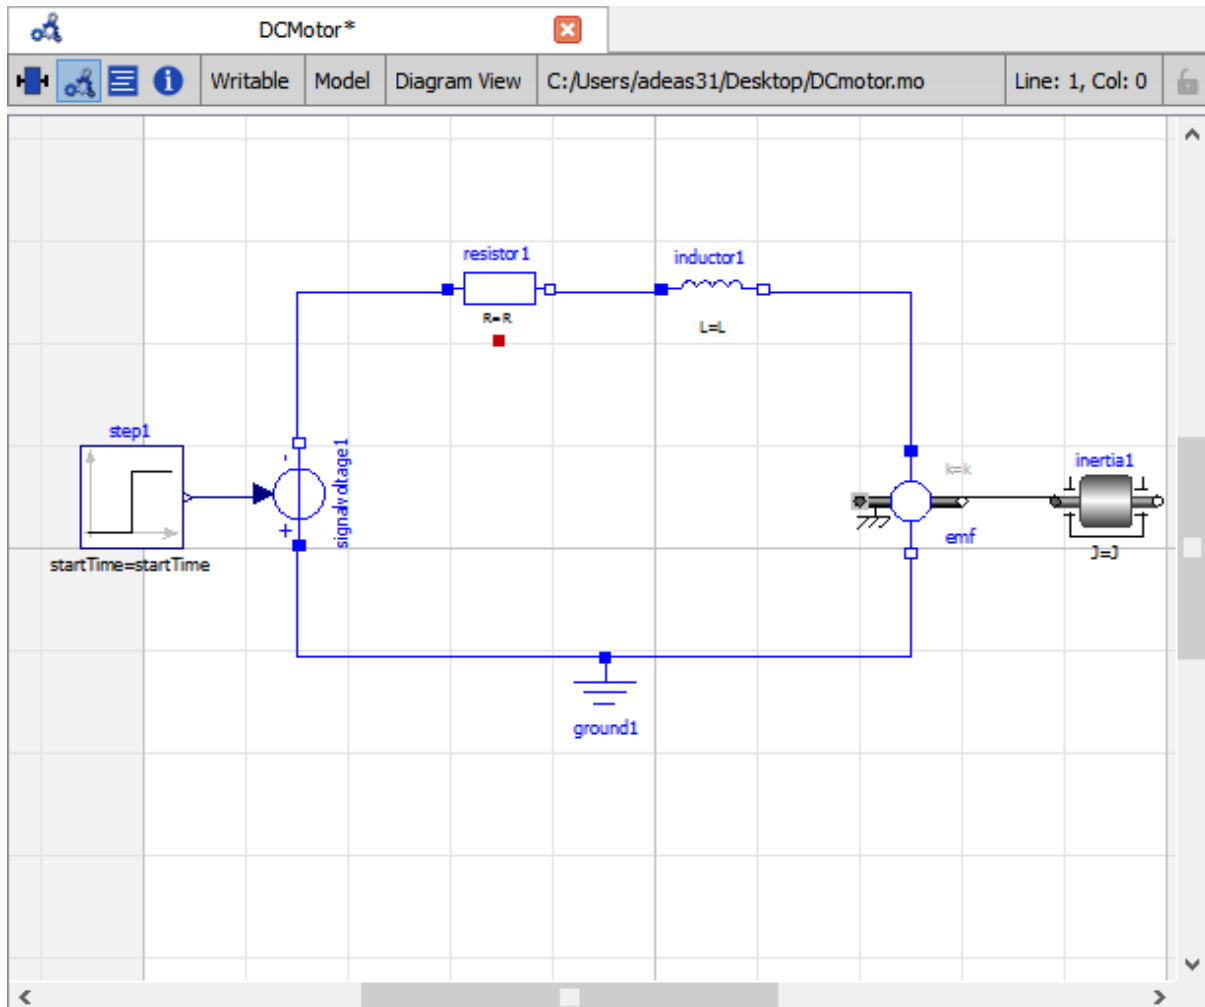 DCMotor*
Writable Model Diagram View C:/Users/adeas31/Desktop/DCmotor.mo Line: 1, Col: 0
resistor1
inductor1
R=R
L=L
step1
signalvoltage1
-
+
k=k
inertia1
emf
J=J
startTime=startTime
ground1